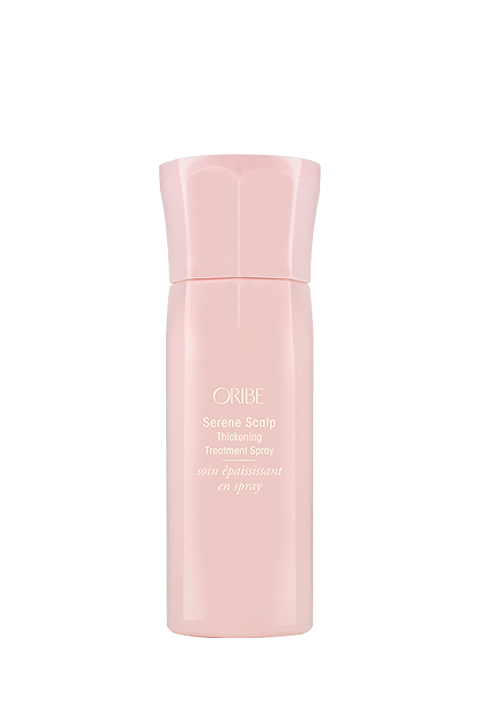 ORIBE
Serene Scalp
Thickening
Treatment Spray
soin épaississant
en spray